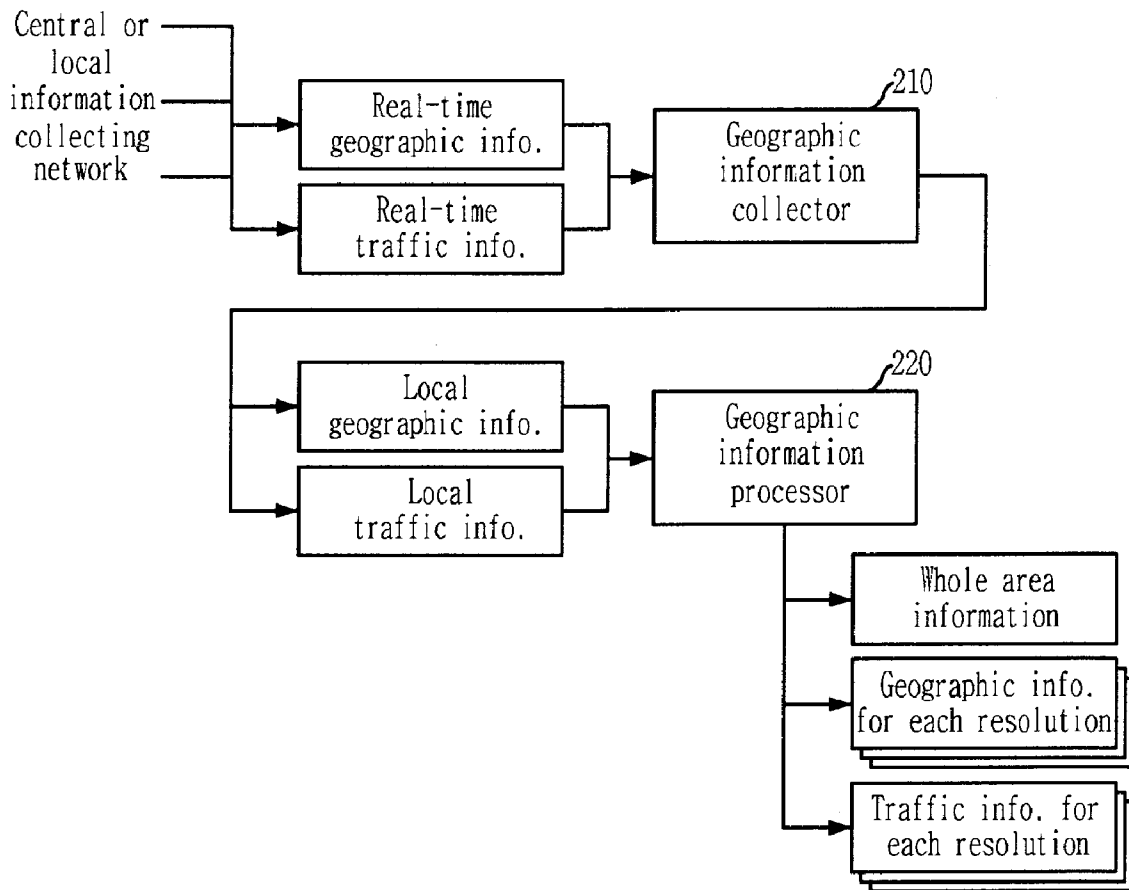 Central or
local
information
collecting
network
Real-time
geographic info.
Real-time
traffic info.
210
Geographic
information
collector
Local
geographic info.
Local
traffic info.
220
Geographic
information
processor
Whole area
information
Geographic info.
for each resolution
Traffic info. for
each resolution